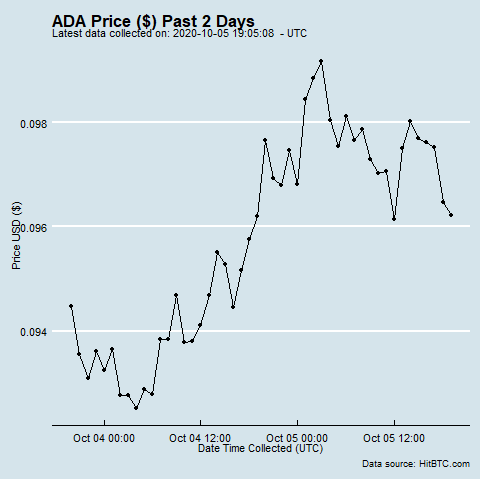 ADA Price ($) Past 2 Days
Latest data collected on: 2020-10-05 19:05:08 - UTC
0.098
0.096
0.094
Price USD ($)
Oct 04 00:00
Oct 04 12:00
Oct 05 00:00
Oct 05 12:00
Date Time Collected (UTC)
Data source: HitBTC.com